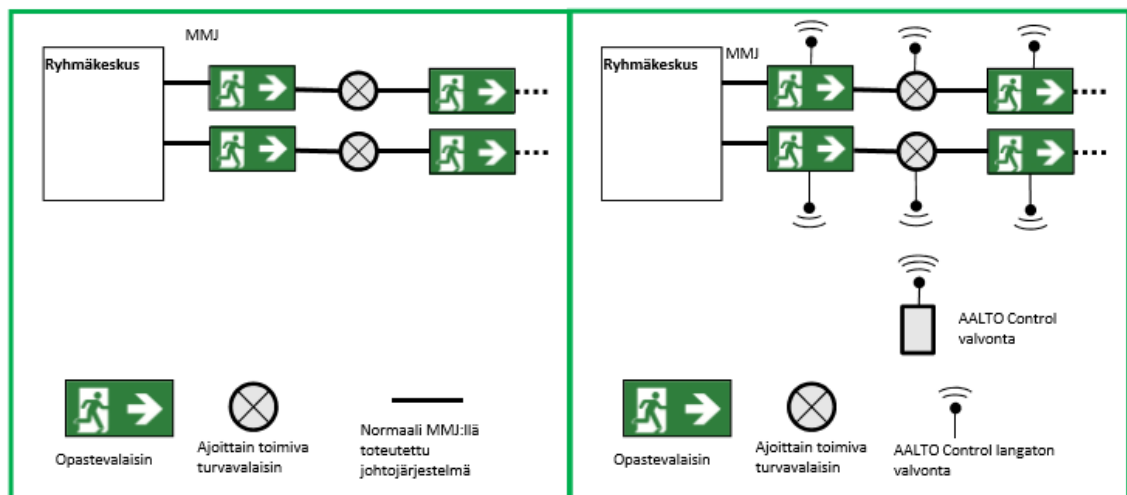 MMJ
Ryhmäkeskus
Opastevalaisin
Ajoittain toimiva
turvavalaisin
Normaali MMJ:llä
toteutettu
johtojärjestelmä
MMJ
Ryhmäkeskus
AALTO Control
valvonta
Opastevalaisin
Ajoittain toimiva
turvavalaisin
AALTO Control langaton
valvonta